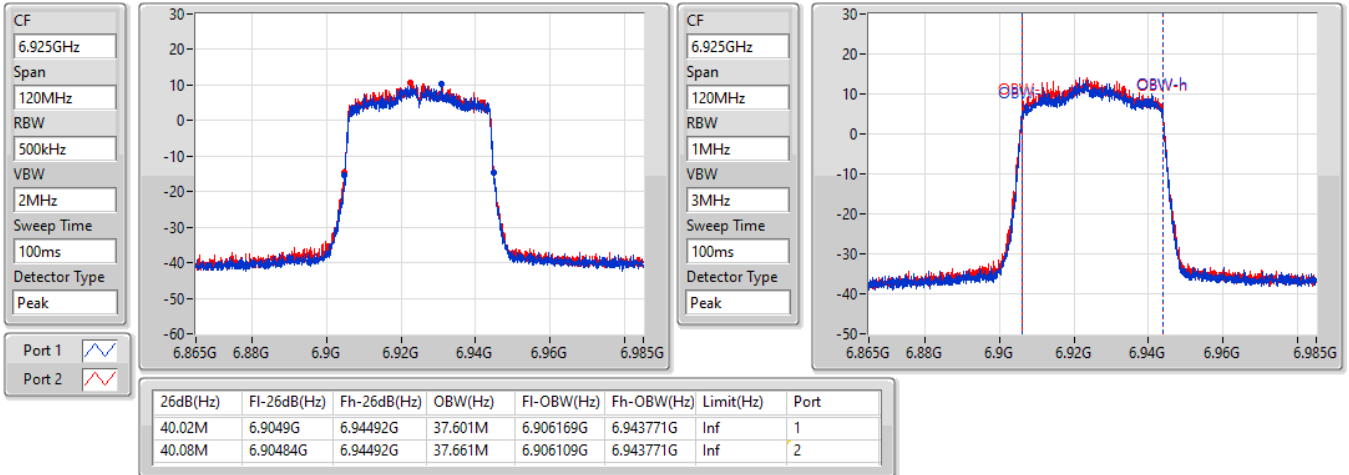 CF
6.925GHz
Span
120MHz
RBW
500kHz
VBW
2MHz
Sweep Time
100ms
Detector Type
Peak
Port 1
Port 2
30
20
10
0
-10
-20
-30
-40
-50
-60
6.865G 6.88G 6.9G 6.92G 6.94G 6.96G 6.985G
CF
6.925GHz
Span
120MHz
RBW
1MHz
VBW
3MHz
Sweep Time
100ms
Detector Type
Peak
30
20
10
0
-10
-20
-30
-40
-50
OBW-h
6.865G 6.88G 6.9G 6.92G 6.94G 6.96G 6.985G
26dB(Hz) Fl-26dB(Hz) Fh-26dB(Hz) OBW(Hz) Fl-OBW(Hz) Fh-OBW(Hz) Limit(Hz) Port
40.02M 6.9049G 6.94492G 37.601M 6.906169G 6.943771G Inf 1
40.08M 6.90484G 6.94492G 37.661M 6.906109G 6.943771G Inf 2